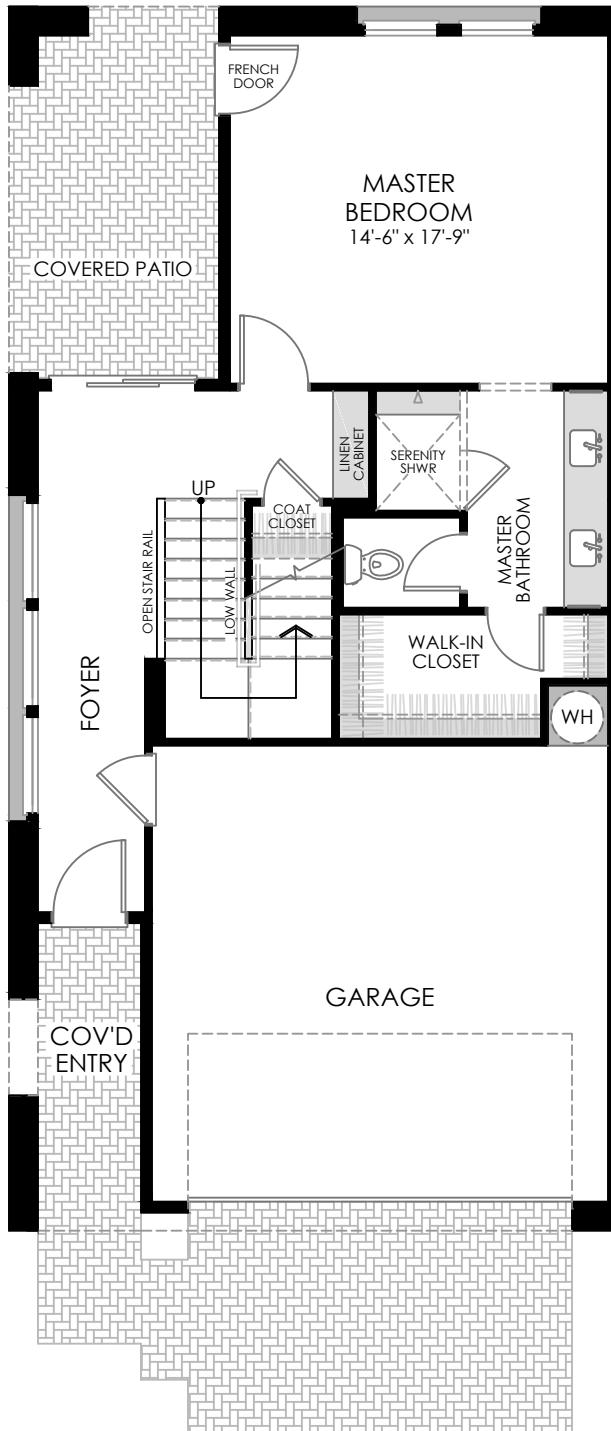 FRENCH
DOOR
MASTER
BEDROOM
14'-6" x 17'-9"
COVERED PATIO
LINEN
CABINET
SERENITY
SHWR
UP
COAT
CLOSET
OPEN STAIR RAIL
LOW WALL
MASTER
BATHROOM
FOYER
WALK-IN
CLOSET
WH
GARAGE
COV'D
ENTRY